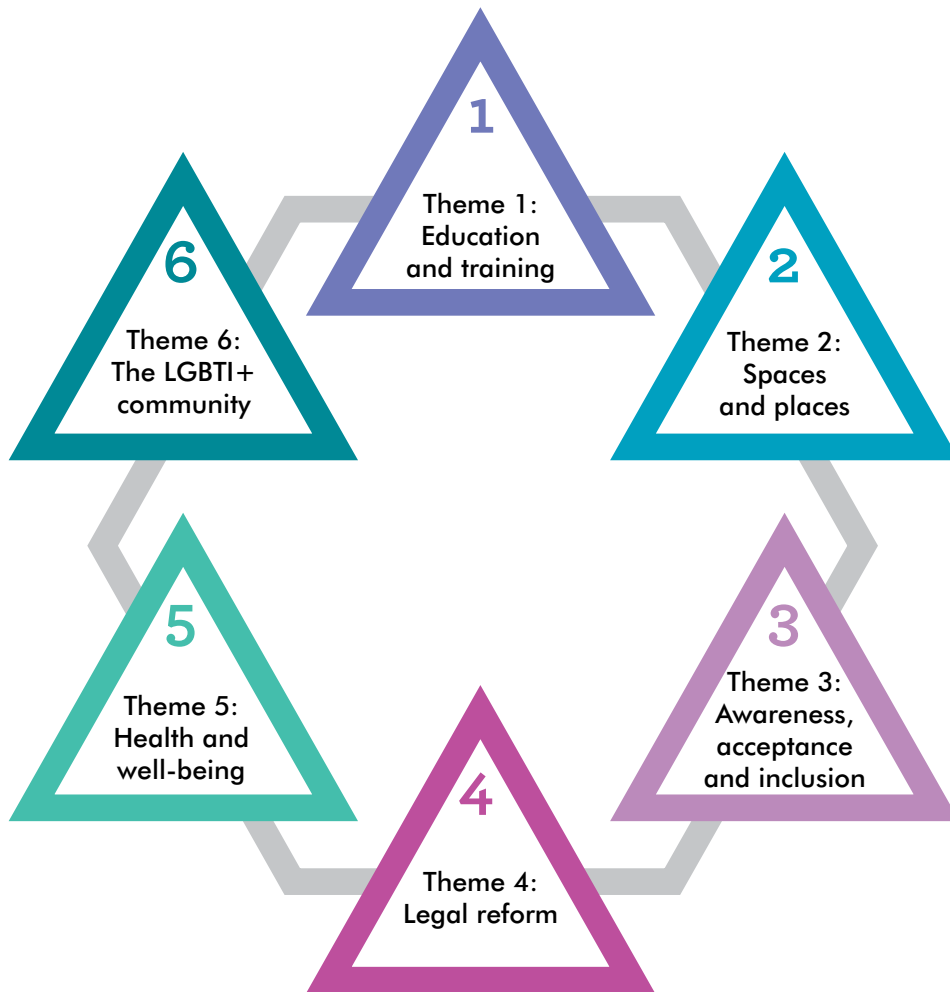 1
Theme 1:
Education
and training
2
Theme 2:
Spaces
and places
3
Theme 3:
Awareness,
acceptance
and inclusion
4
Theme 4:
Legal reform
5
Theme 5:
Health and
well-being
6
Theme 6:
The LGBTI+
community